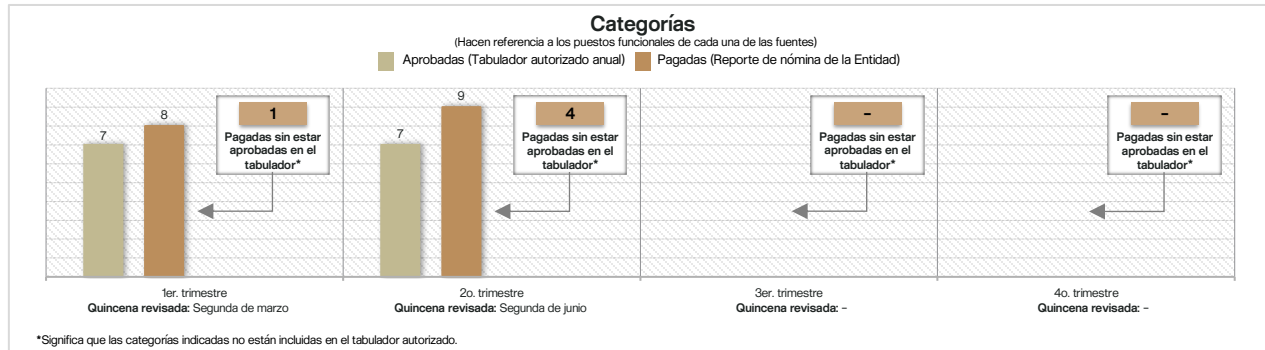 Categorías
(Hacen referencia a los puestos funcionales de cada una de las fuentes)
Aprobadas (Tabulador autorizado anual)
Pagadas (Reporte de nómina de la Entidad)
7
8
1
Pagadas sin estar
aprobadas en el
tabulador*
7
9
4
Pagadas sin estar
aprobadas en el
tabulador*
–
Pagadas sin estar
aprobadas en el
tabulador*
–
Pagadas sin estar
aprobadas en el
tabulador*
1er. trimestre
Quincena revisada: Segunda de marzo
2o. trimestre
Quincena revisada: Segunda de junio
3er. trimestre
Quincena revisada: –
4o. trimestre
Quincena revisada: –
*Significa que las categorías indicadas no están incluidas en el tabulador autorizado.